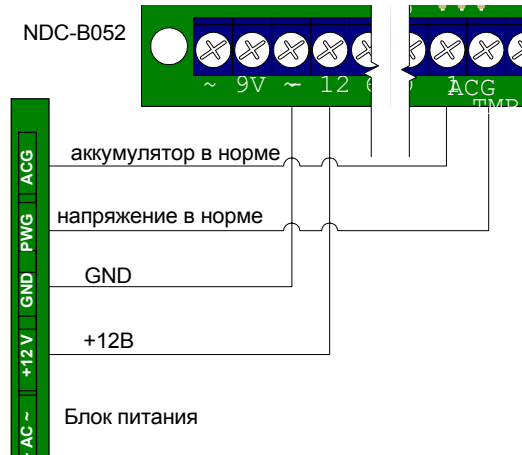 NDC-B052
~ 9V ~ 12
ACG
TMP
ACG
аккумулятор в норме
PWG
напряжение в норме
GND
GND
+12 V
+12В
AC ~
Блок питания